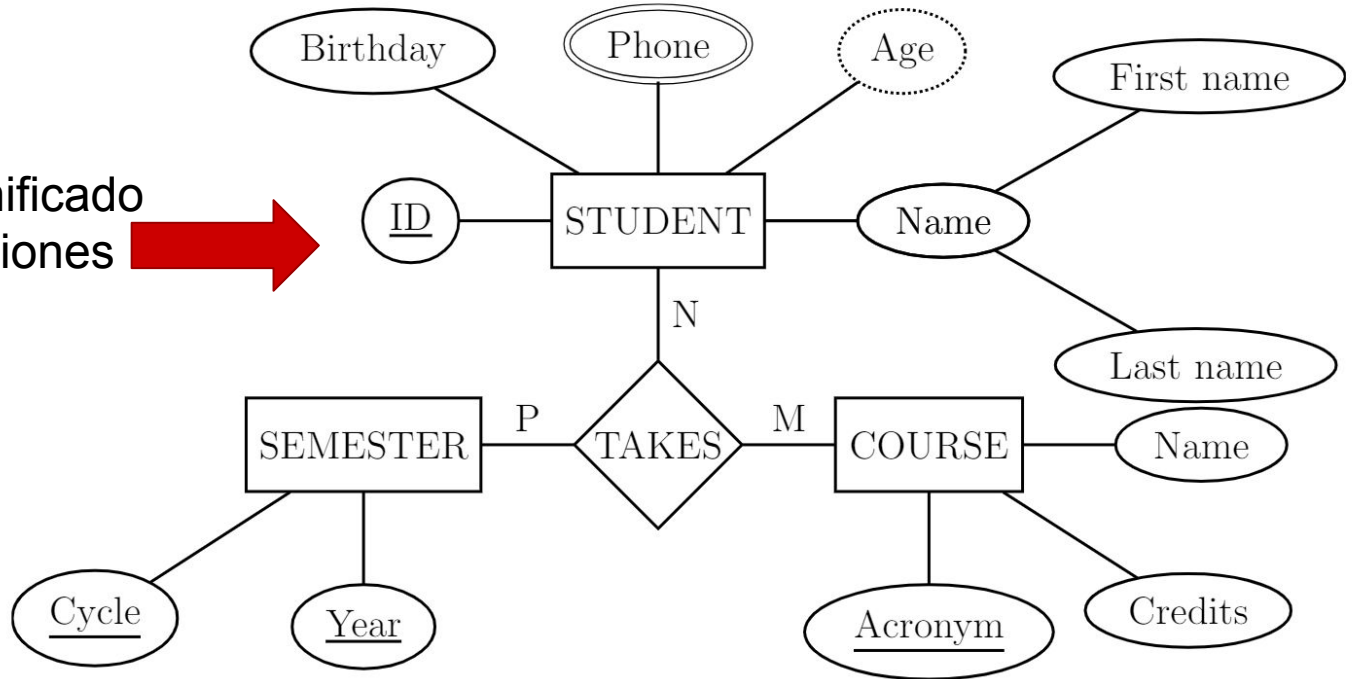 Birthday
Phone
Age
First name
nificado
iones
ID
STUDENT
Name
Last name
N
SEMESTER
P
TAKES
M
COURSE
Name
Cycle
Year
Acronym
Credits